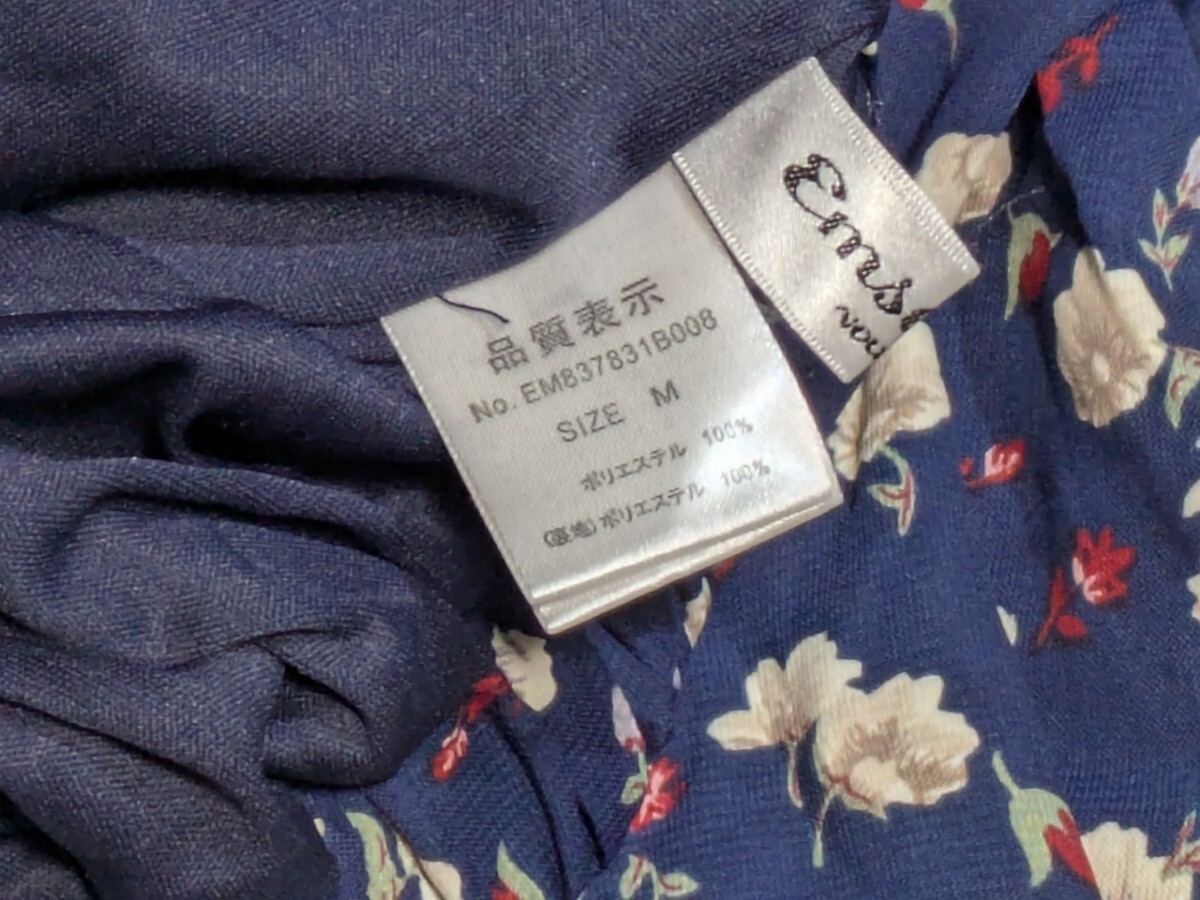 品質表示
No. EM837831B008
SIZE M
ポリエステル 100%
(裏地)ポリエステル 100%